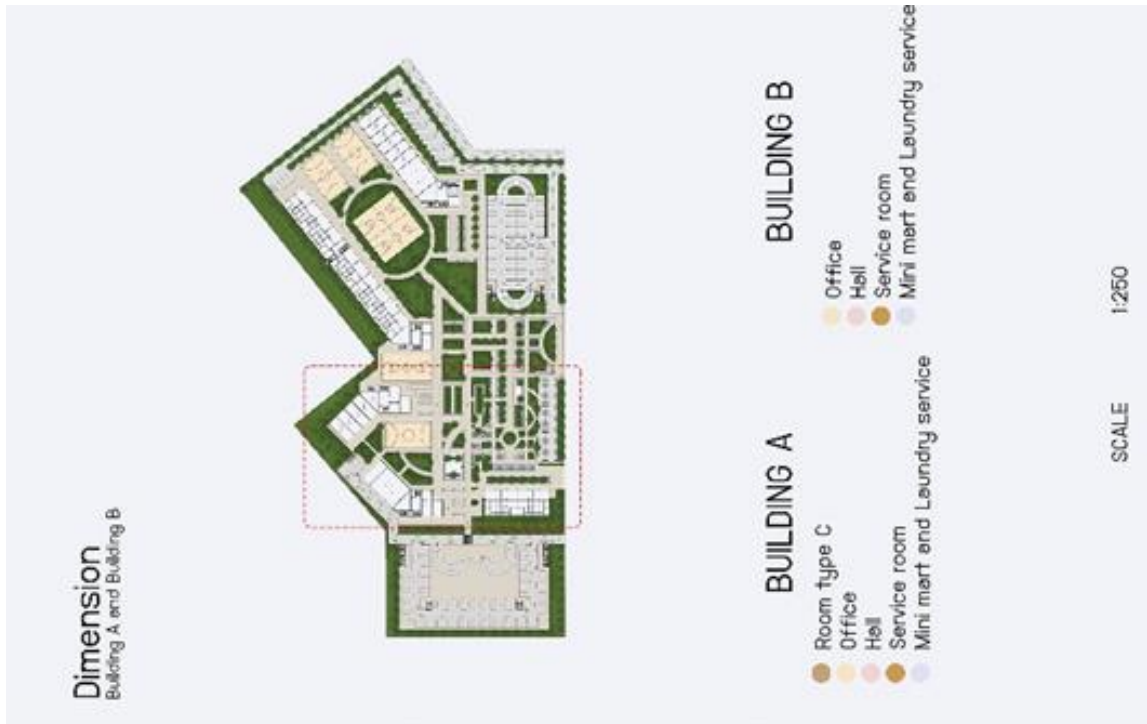 Dimension
Building A and Building B
BUILDING A
Room type C
Office
Hall
Service room
Mini mart and Laundry service
BUILDING B
Office
Hall
Service room
Mini mart and Laundry service
SCALE
1:250